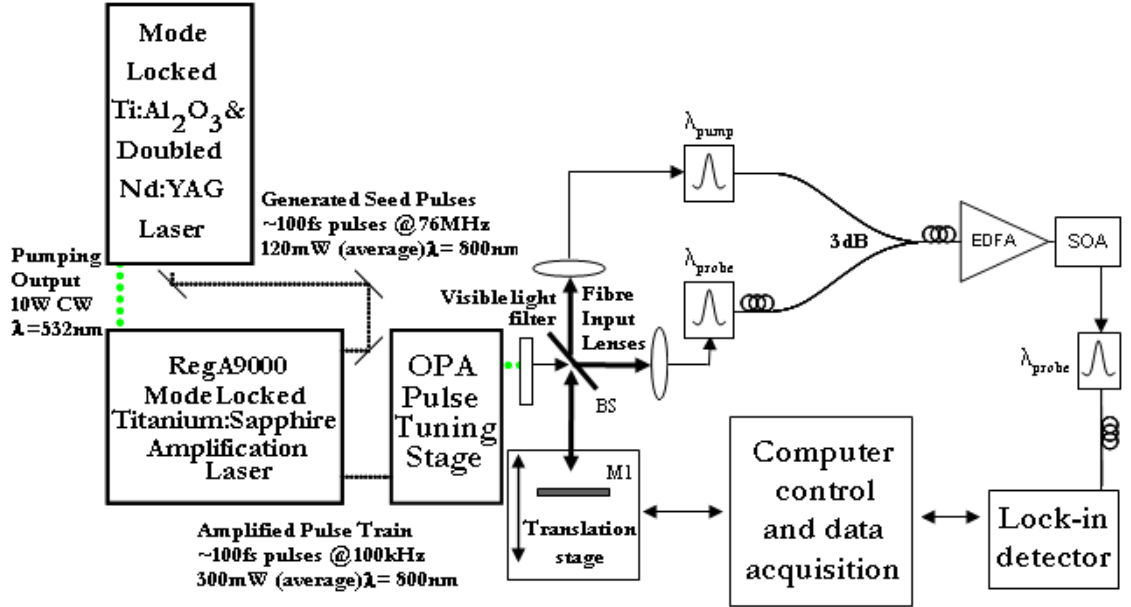 Mode
Locked
Ti:Al2O3 &
Doubled
Nd:YAG
Laser
Generated Seed Pulses
~100fs pulses @ 76MHz
120mW (average) λ = 800nm
Pumping
Output
10W CW
λ = 532nm
RegA9000
Mode Locked
Titanium:Sapphire
Amplification
Laser
Amplified Pulse Train
~100fs pulses @ 100kHz
300mW (average) λ = 800nm
OPA
Pulse
Tuning
Stage
Visible light
filter
Fibre
Input
Lenses
BS
M1
Translation
stage
λpump
λprobe
3dB
EDFA
SOA
λprobe
Computer
control
and data
acquisition
Lock-in
detector